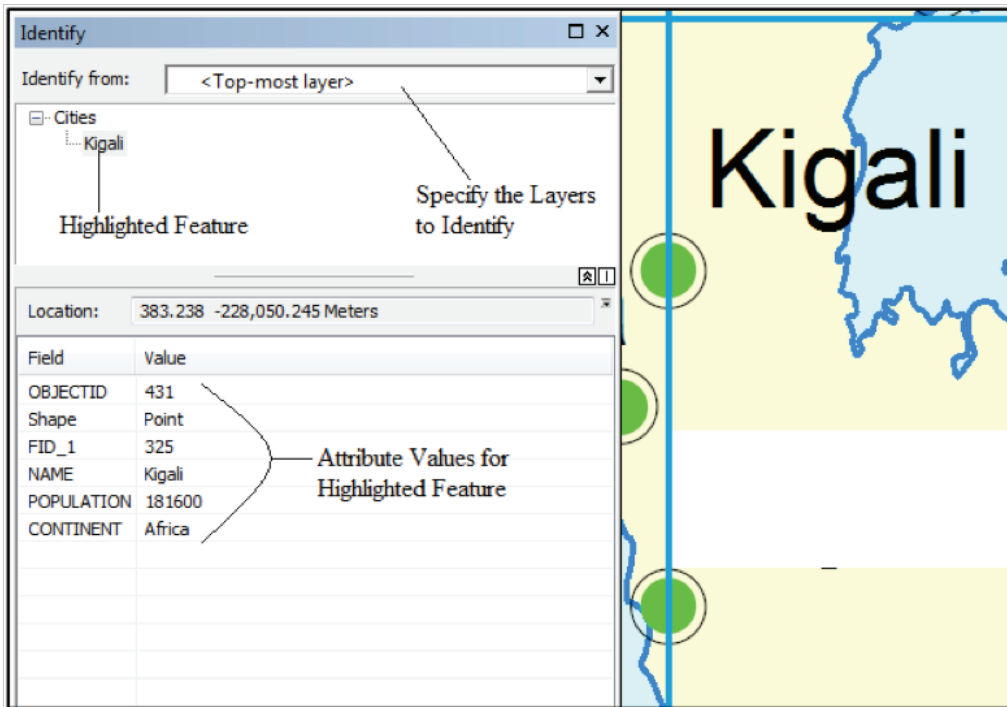 Identify
Identify from: <Top-most layer>
Cities
Kigali
Specify the Layers
to Identify
Highlighted Feature
Location: 383.238 -228,050.245 Meters
Field Value
OBJECTID 431
Shape Point
FID_1 325
NAME Kigali
POPULATION 181600
CONTINENT Africa
Attribute Values for
Highlighted Feature
Kigali